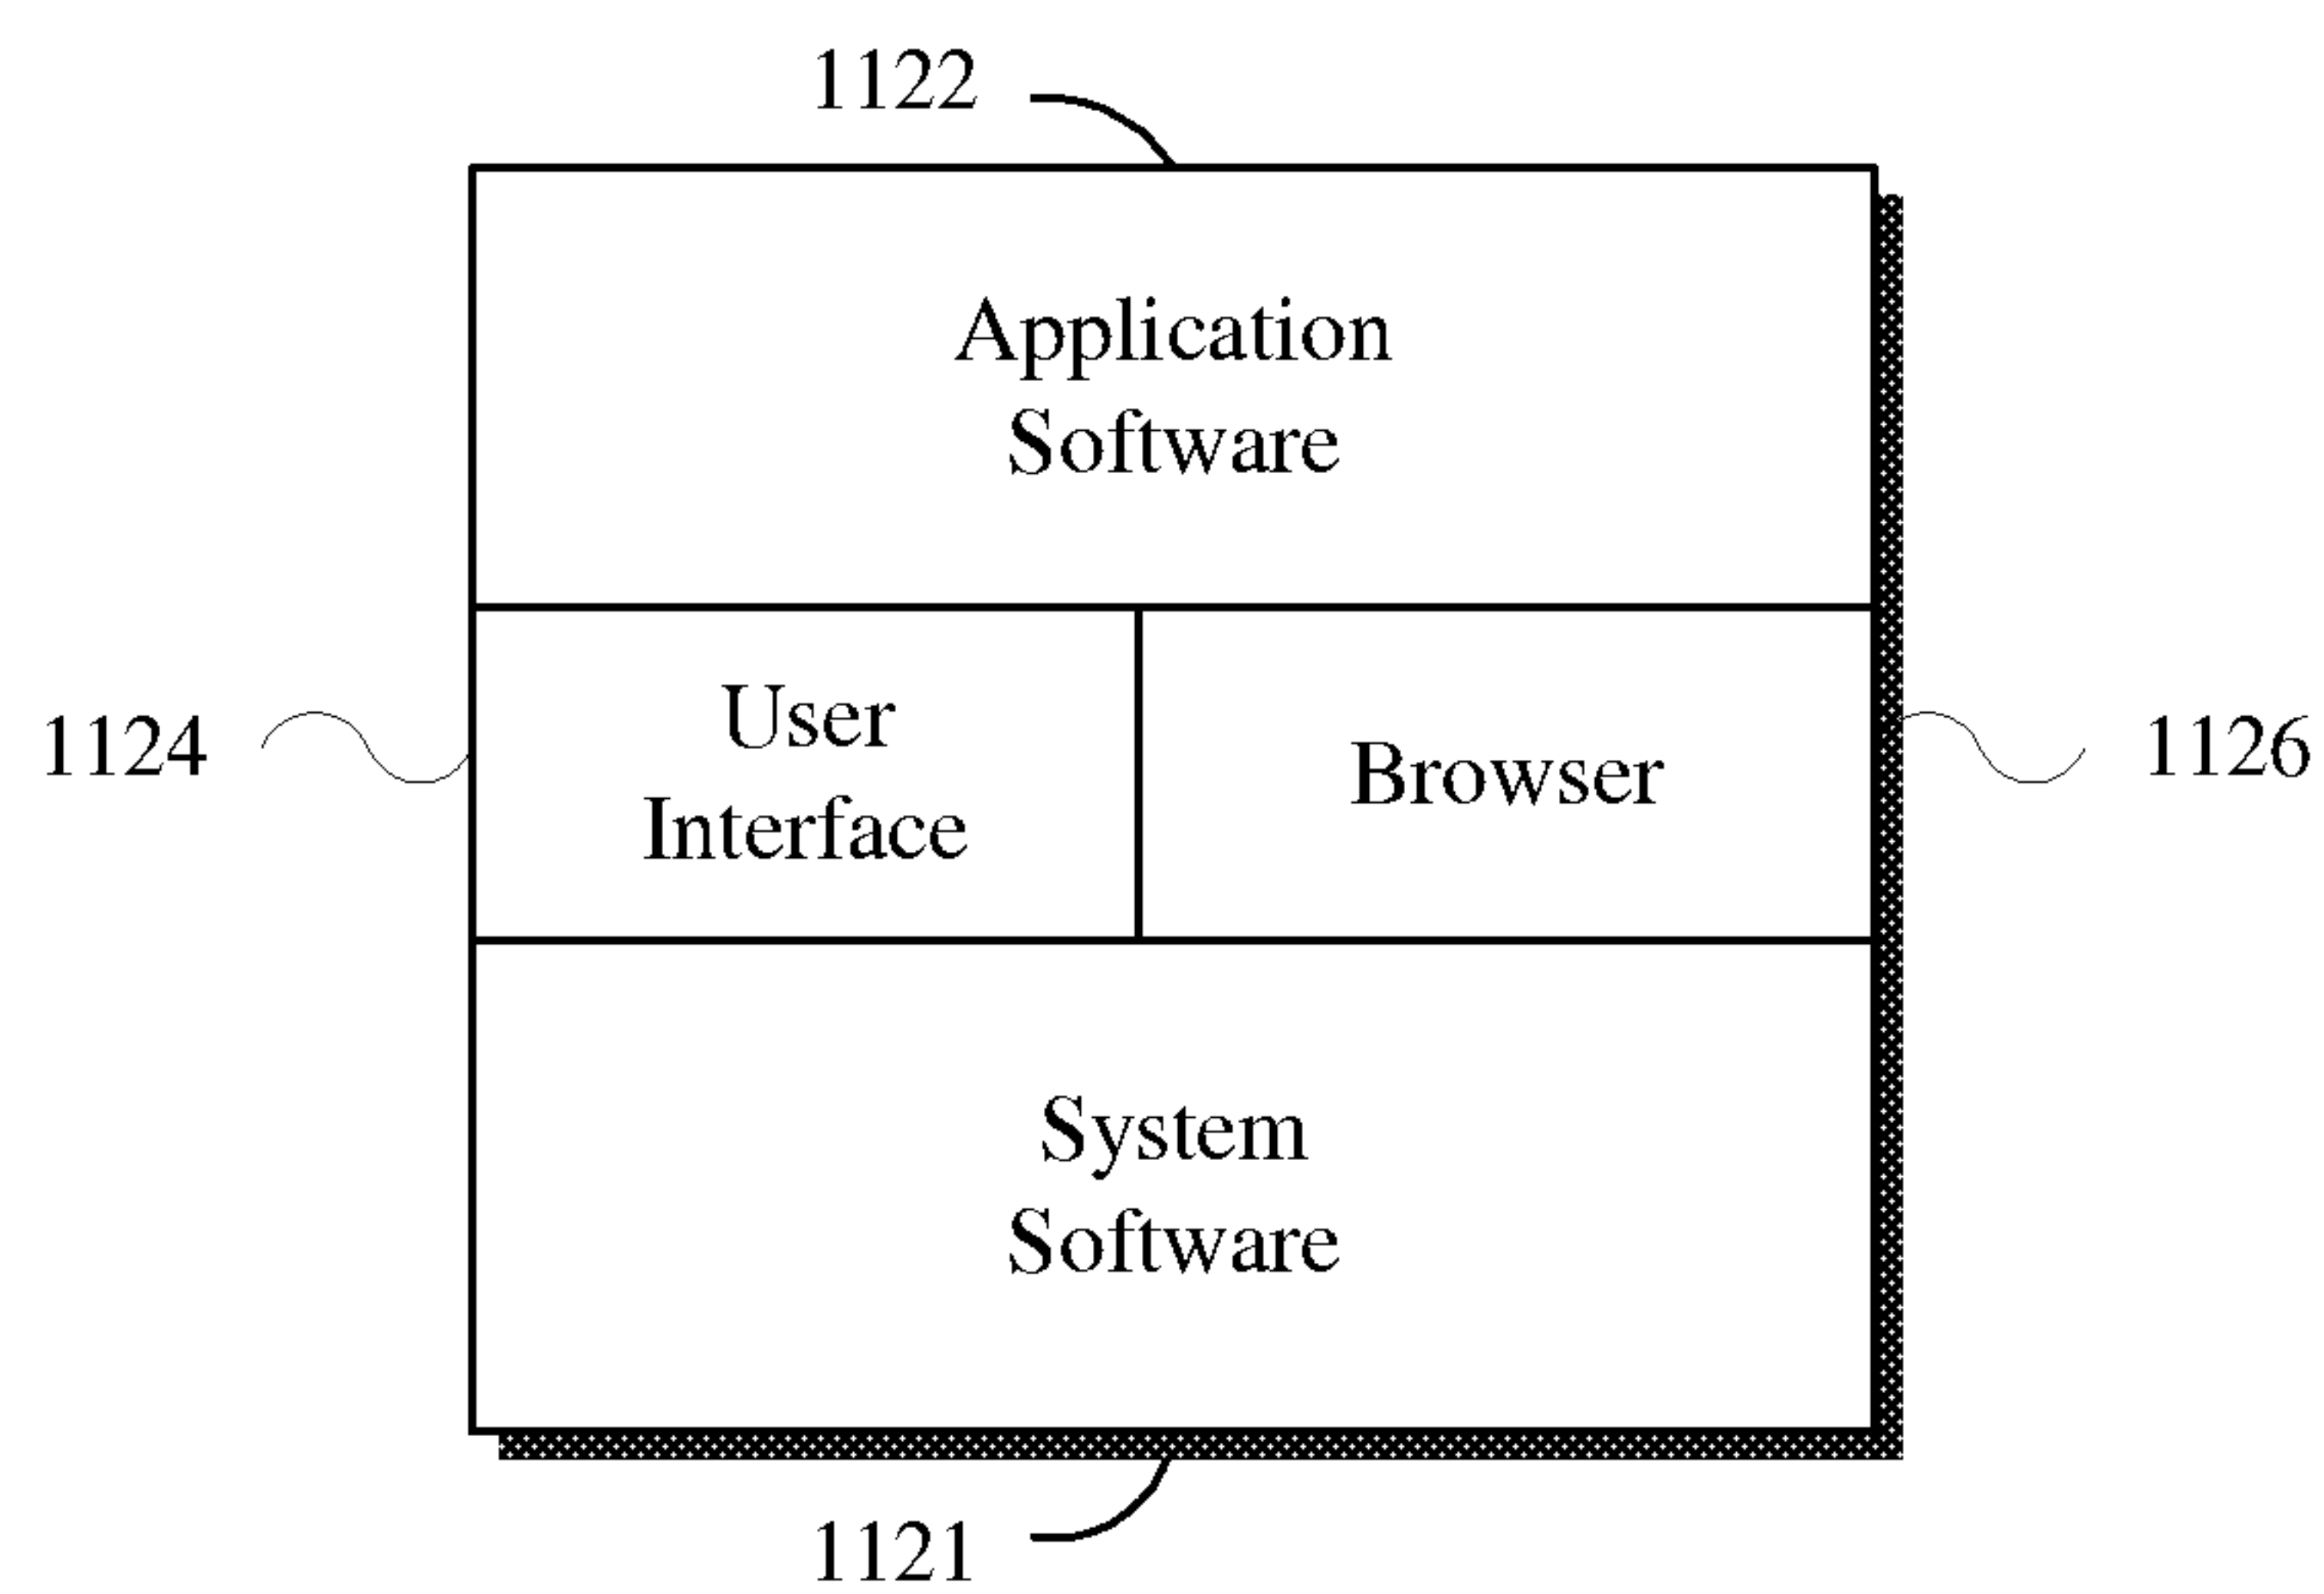 1122
Application
Software
1124
User
Interface
Browser
1126
System
Software
1121